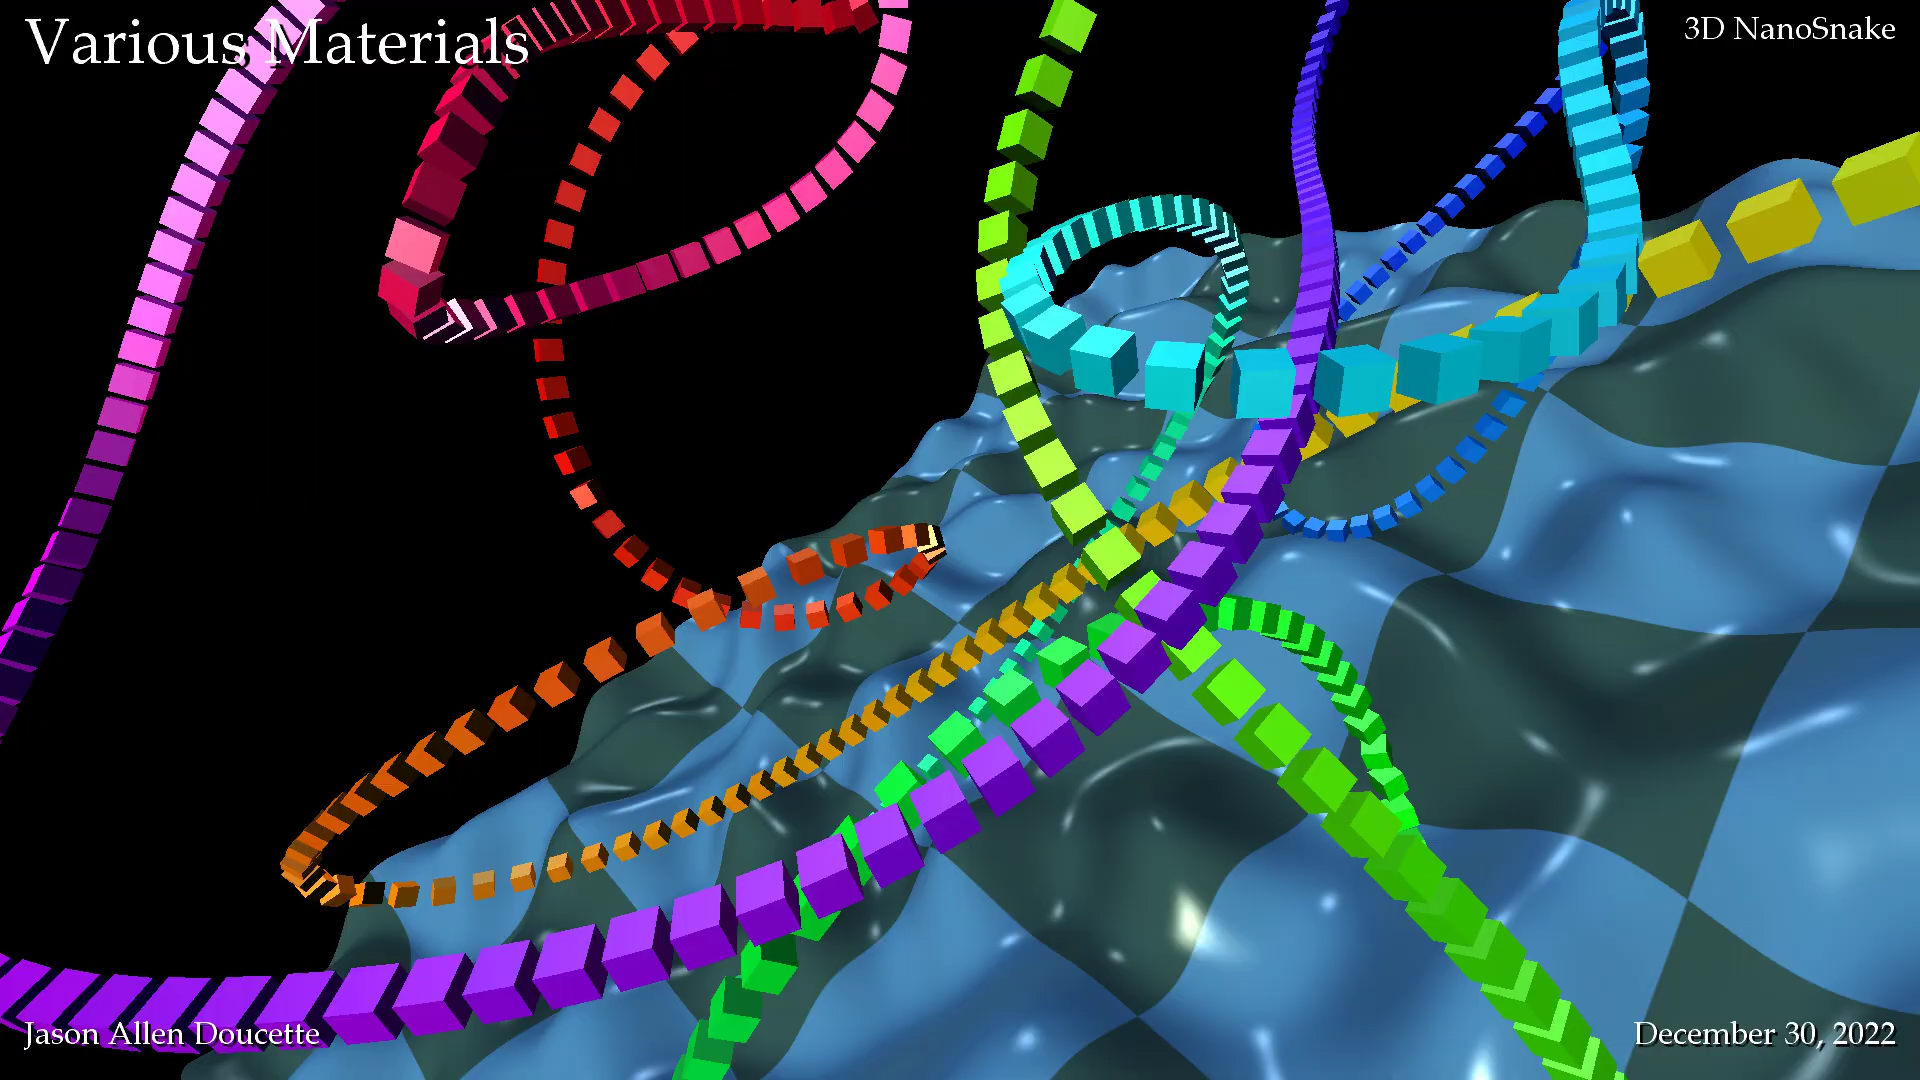 Various Materials
3D NanoSnake
Jason Allen Doucette
December 30, 2022